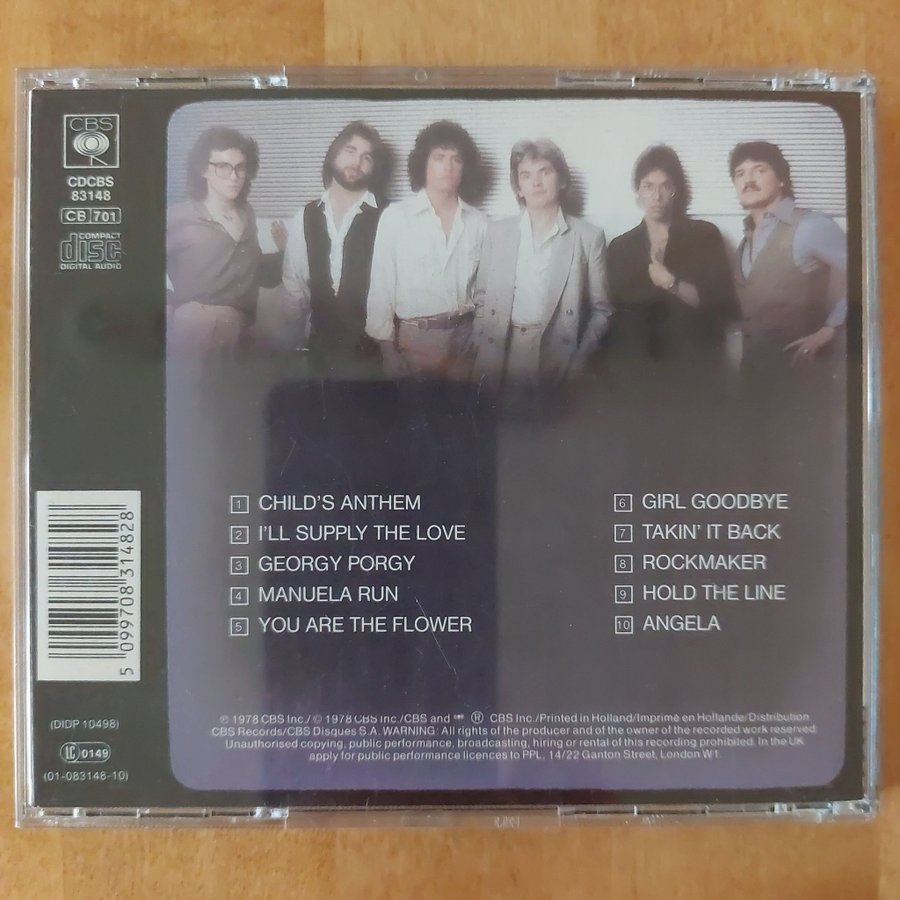 CBS
CDCBS
83148
CB 701
COMPACT
disc
DIGITAL AUDIO
1 CHILD'S ANTHEM
2 I'LL SUPPLY THE LOVE
3 GEORGY PORGY
4 MANUELA RUN
5 YOU ARE THE FLOWER
6 GIRL GOODBYE
7 TAKIN' IT BACK
8 ROCKMAKER
9 HOLD THE LINE
10 ANGELA
5 099708 314828
(DIDP 10498)
LC 0149
(01-083148-10)
℗ 1978 CBS Inc./ © 1978 CBS Inc./CBS and ® CBS Inc./Printed in Holland/Imprimé en Hollande/Distribution
CBS Records/CBS Disques S.A. WARNING: All rights of the producer and of the owner of the recorded work reserved.
Unauthorised copying, public performance, broadcasting, hiring or rental of this recording prohibited. In the UK
apply for public performance licences to PPL, 14/22 Ganton Street, London W1.